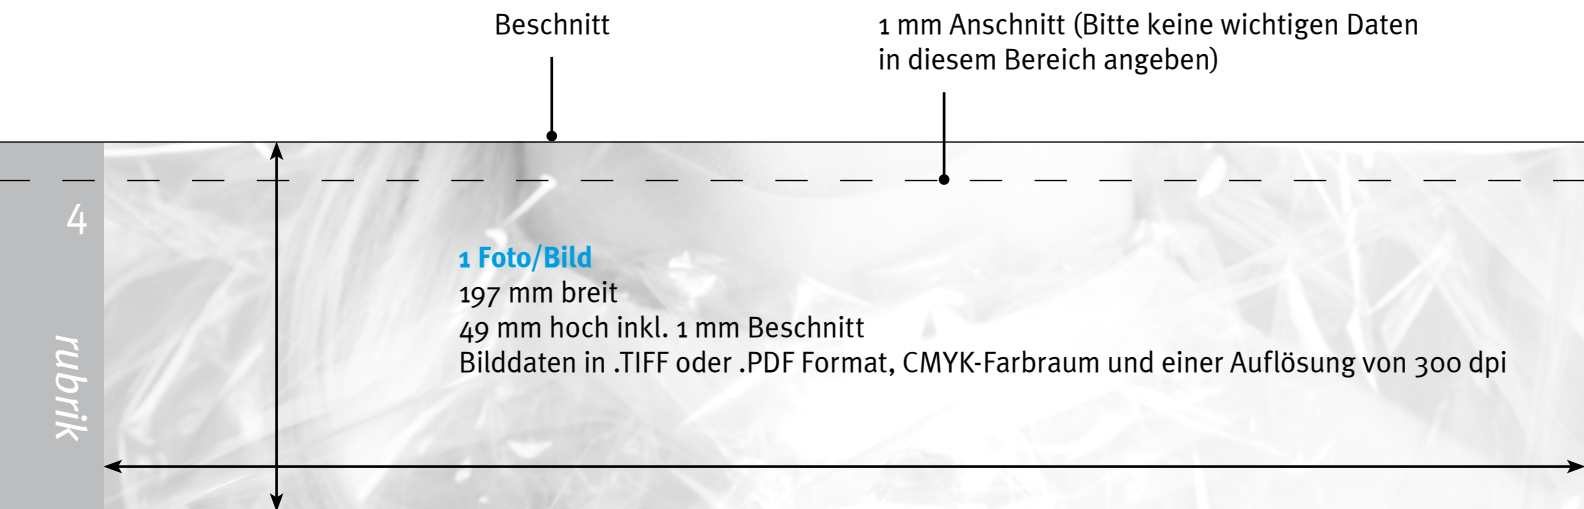 Beschnitt
1 mm Anschnitt (Bitte keine wichtigen Daten
in diesem Bereich angeben)
4
rubrik
1 Foto/Bild
197 mm breit
49 mm hoch inkl. 1 mm Beschnitt
Bilddaten in .TIFF oder .PDF Format, CMYK-Farbraum und einer Auflösung von 300 dpi